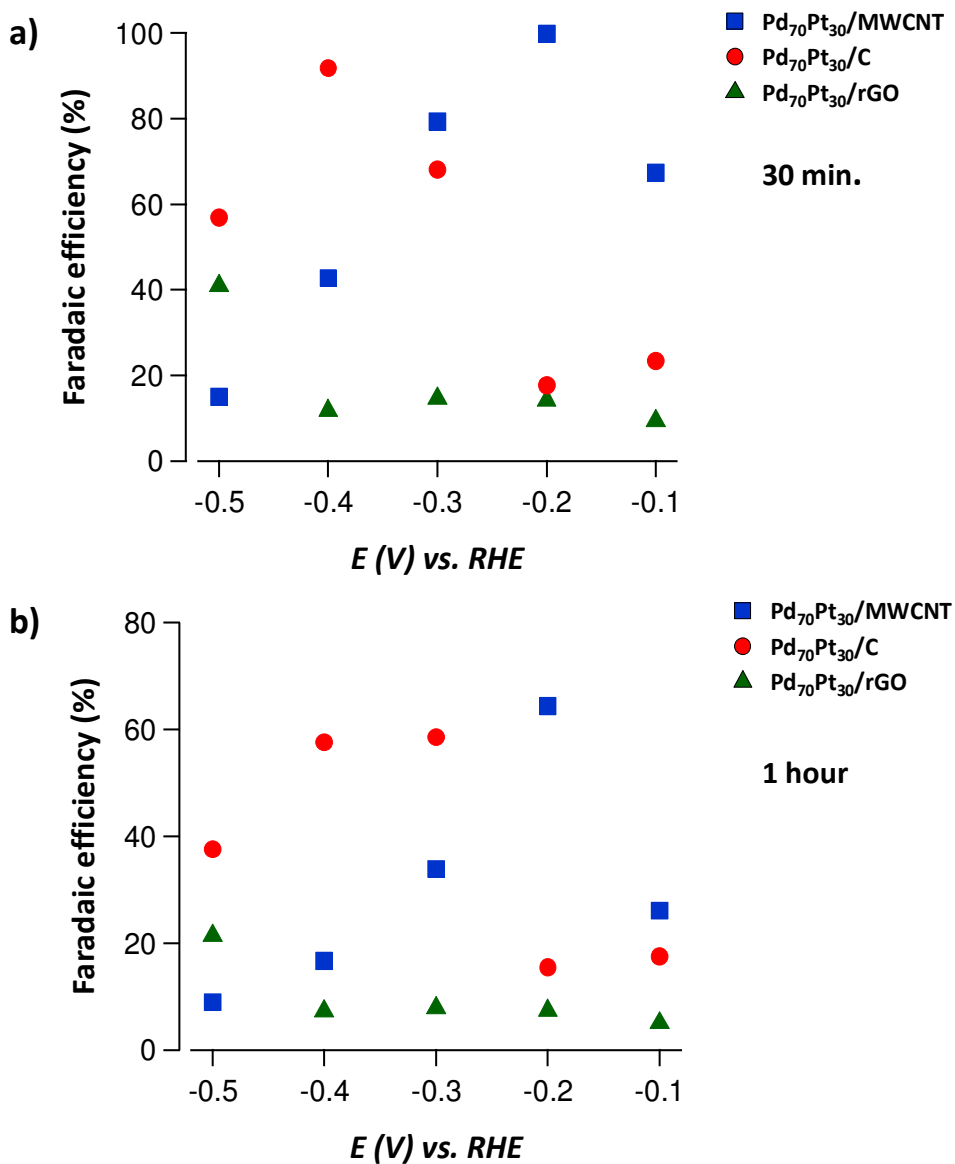 a)
Pd₇₀Pt₃₀/MWCNT
Pd₇₀Pt₃₀/C
Pd₇₀Pt₃₀/rGO
30 min.
Faradaic efficiency (%)
100
80
60
40
20
0
-0.5 -0.4 -0.3 -0.2 -0.1
E (V) vs. RHE
b)
Pd₇₀Pt₃₀/MWCNT
Pd₇₀Pt₃₀/C
Pd₇₀Pt₃₀/rGO
1 hour
Faradaic efficiency (%)
80
60
40
20
0
-0.5 -0.4 -0.3 -0.2 -0.1
E (V) vs. RHE